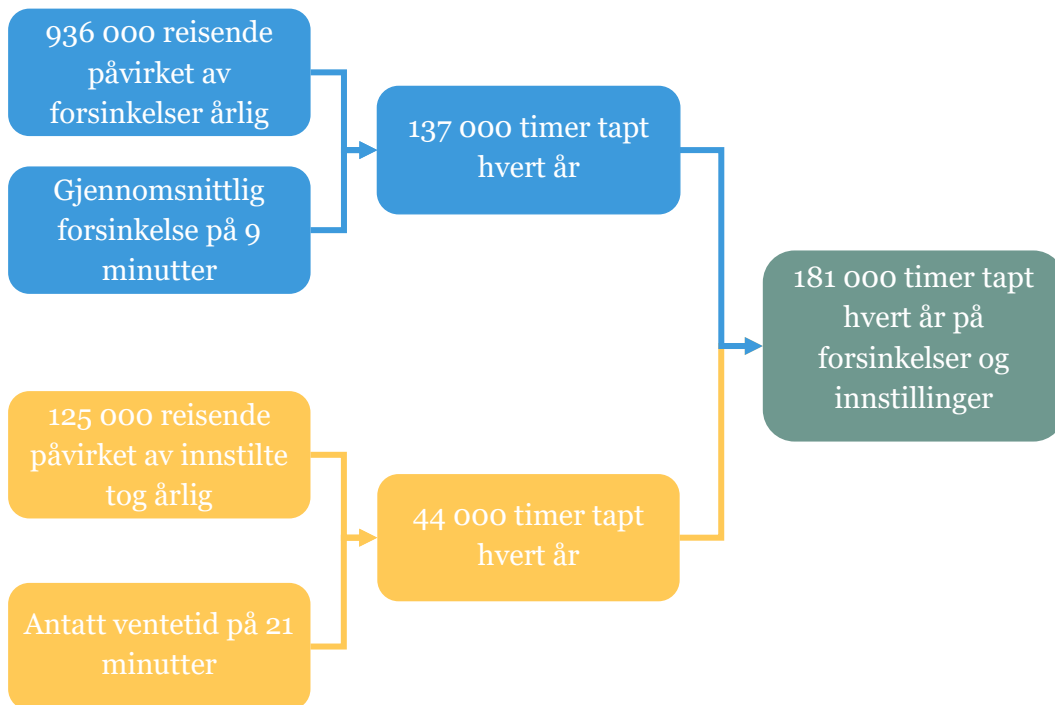 936 000 reisende
påvirket av
forsinkelser årlig
Gjennomsnittlig
forsinkelse på 9
minutter
137 000 timer tapt
hvert år
181 000 timer tapt
hvert år på
forsinkelser og
innstillinger
125 000 reisende
påvirket av innstilte
tog årlig
Antatt ventetid på 21
minutter
44 000 timer tapt
hvert år